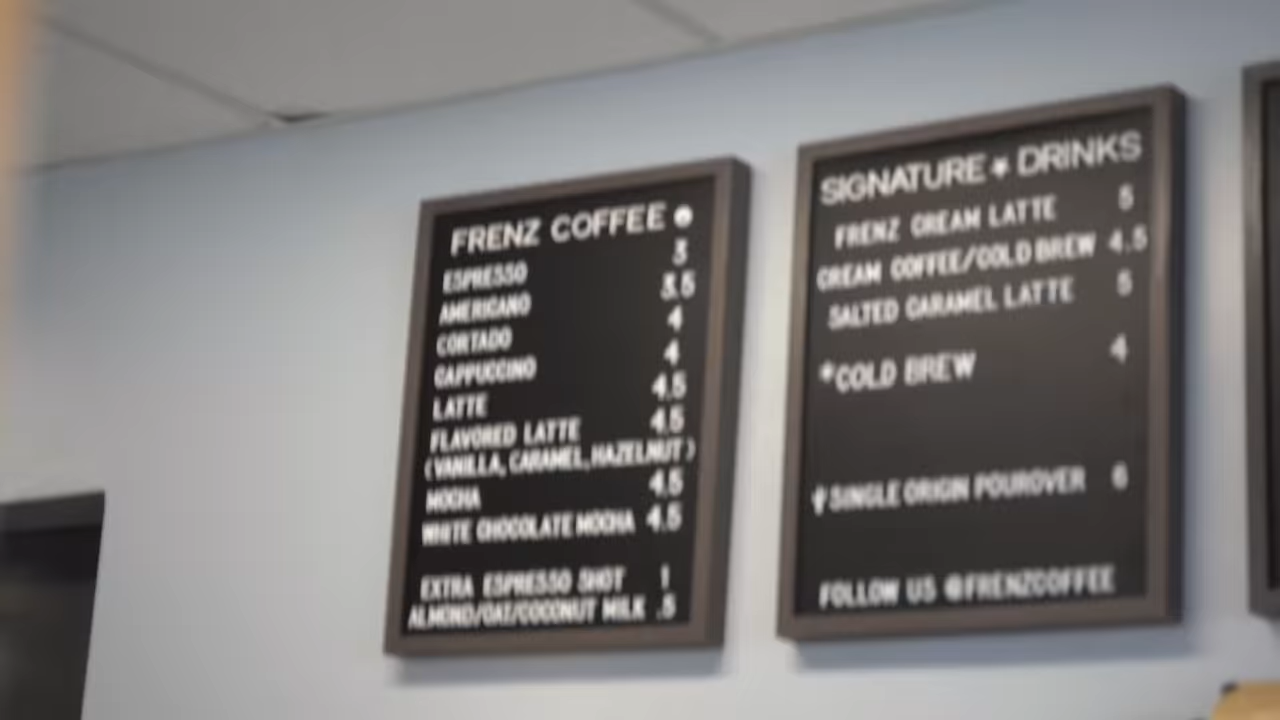 FRENZ COFFEE
ESPRESSO 3
AMERICANO 3.5
CORTADO 4
CAPPUCCINO 4
LATTE 4.5
FLAVORED LATTE 4.5
(VANILLA, CARAMEL, HAZELNUT)
MOCHA 4.5
WHITE CHOCOLATE MOCHA 4.5
EXTRA ESPRESSO SHOT 1
ALMOND/OAT/COCONUT MILK .5
SIGNATURE * DRINKS
FRENZ CREAM LATTE 5
CREAM COFFEE/COLD BREW 4.5
SALTED CARAMEL LATTE 5
*COLD BREW 4
SINGLE ORIGIN POUROVER 6
FOLLOW US @FRENZCOFFEE